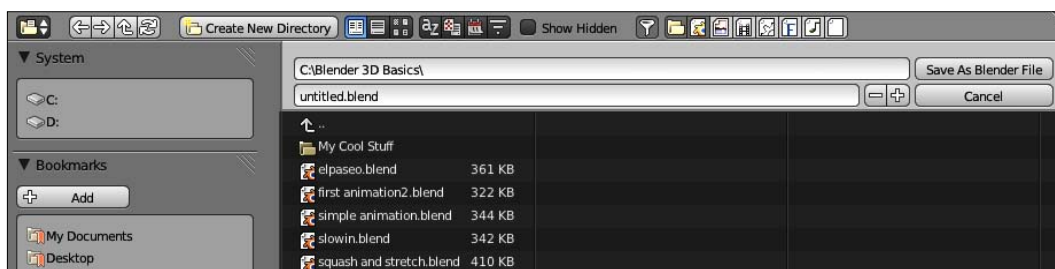 Create New Directory
Show Hidden
System
C:
D:
Bookmarks
Add
My Documents
Desktop
C:\Blender 3D Basics\
Save As Blender File
untitled.blend
Cancel
..
My Cool Stuff
elpaseo.blend 361 KB
first animation2.blend 322 KB
simple animation.blend 344 KB
slowin.blend 342 KB
squash and stretch.blend 410 KB